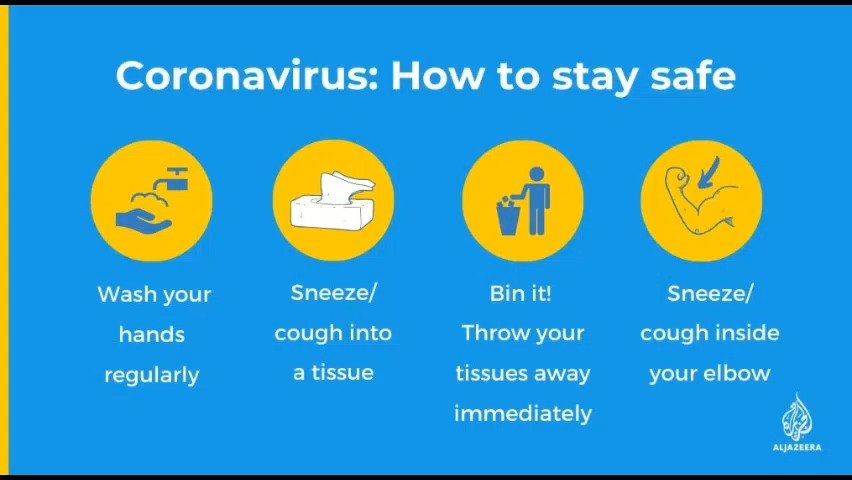 Coronavirus: How to stay safe
Wash your
hands
regularly
Sneeze/
cough into
a tissue
Bin it!
Throw your
tissues away
immediately
Sneeze/
cough inside
your elbow
ALJAZEERA